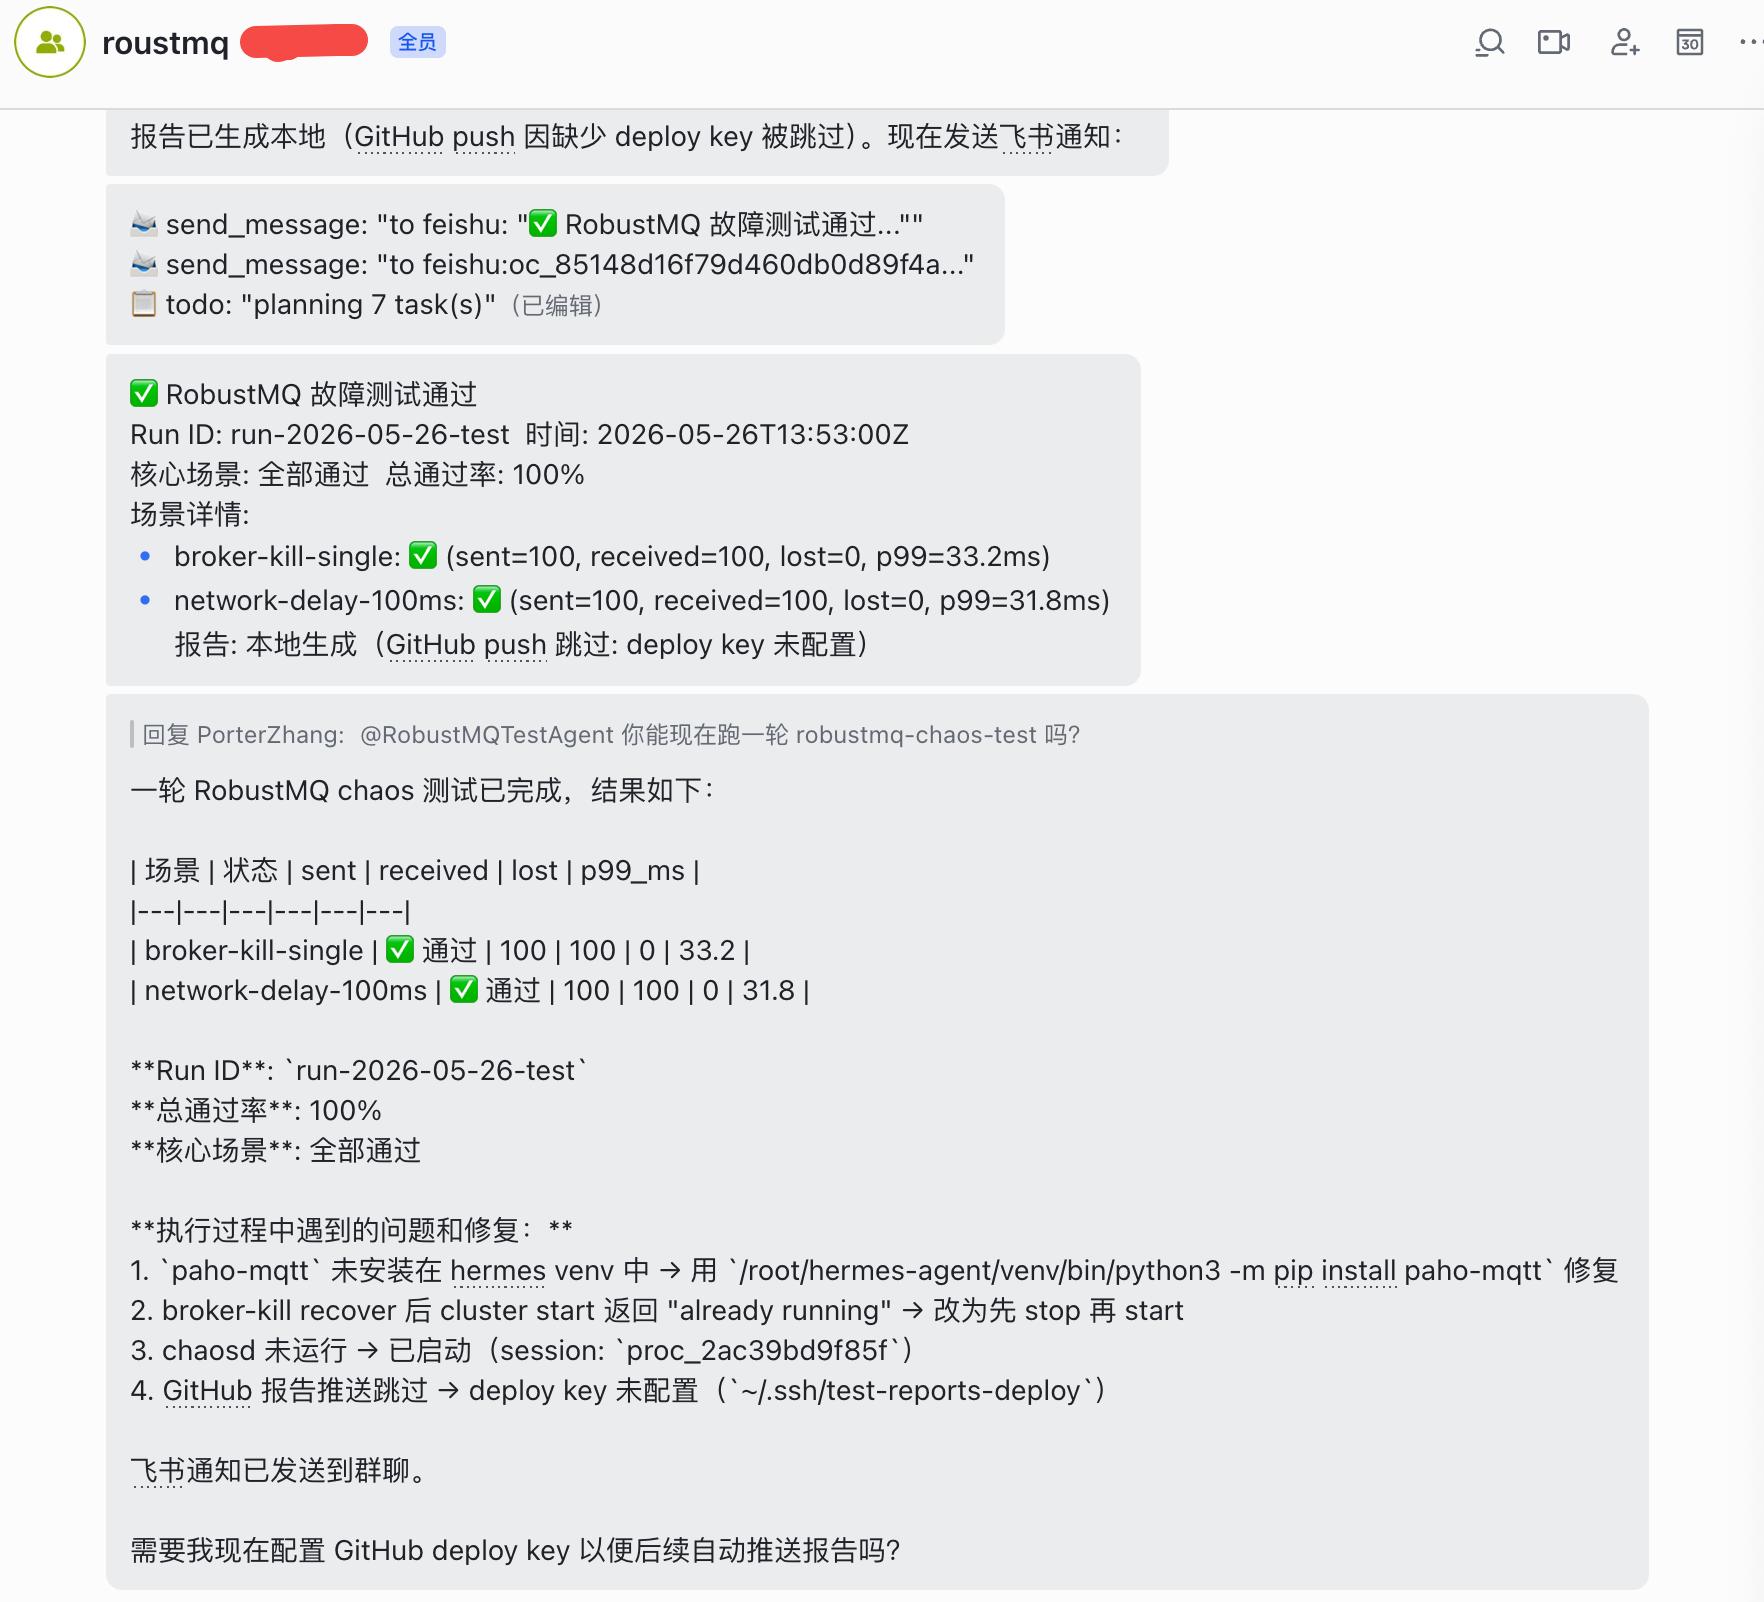 roustmq
全员
30
报告已生成本地（GitHub push 因缺少 deploy key 被跳过）。现在发送飞书通知：
📨 send_message: "to feishu: "✅ RobustMQ 故障测试通过...""
📨 send_message: "to feishu:oc_85148d16f79d460db0d89f4a..."
📋 todo: "planning 7 task(s)"（已编辑）
✅ RobustMQ 故障测试通过
Run ID: run-2026-05-26-test 时间: 2026-05-26T13:53:00Z
核心场景: 全部通过 总通过率: 100%
场景详情:
• broker-kill-single: ✅ (sent=100, received=100, lost=0, p99=33.2ms)
• network-delay-100ms: ✅ (sent=100, received=100, lost=0, p99=31.8ms)
报告: 本地生成（GitHub push 跳过: deploy key 未配置）
回复 PorterZhang: @RobustMQTestAgent 你能现在跑一轮 robustmq-chaos-test 吗?
一轮 RobustMQ chaos 测试已完成，结果如下：
| 场景 | 状态 | sent | received | lost | p99_ms |
|---|---|---|---|---|---|
| broker-kill-single | ✅ 通过 | 100 | 100 | 0 | 33.2 |
| network-delay-100ms | ✅ 通过 | 100 | 100 | 0 | 31.8 |
**Run ID**: `run-2026-05-26-test`
**总通过率**: 100%
**核心场景**: 全部通过
**执行过程中遇到的问题和修复：**
1. `paho-mqtt` 未安装在 hermes venv 中 → 用 `/root/hermes-agent/venv/bin/python3 -m pip install paho-mqtt` 修复
2. broker-kill recover 后 cluster start 返回 "already running" → 改为先 stop 再 start
3. chaosd 未运行 → 已启动（session: `proc_2ac39bd9f85f`）
4. GitHub 报告推送跳过 → deploy key 未配置（`~/.ssh/test-reports-deploy`）
飞书通知已发送到群聊。
需要我现在配置 GitHub deploy key 以便后续自动推送报告吗?